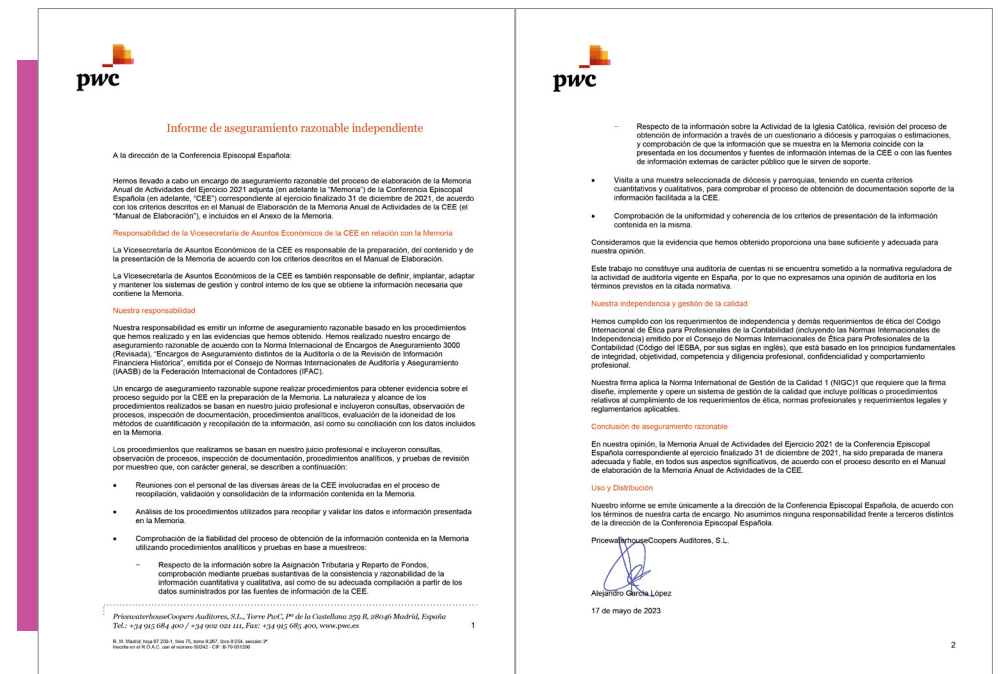 pwc
Informe de aseguramiento razonable independiente
A la dirección de la Conferencia Episcopal Española:
Hemos llevado a cabo un encargo de aseguramiento razonable del proceso de elaboración de la Memoria
Anual de Actividades del Ejercicio 2021 adjunta (en adelante la "Memoria") de la Conferencia Episcopal
Española (en adelante, "CEE") correspondiente al ejercicio finalizado 31 de diciembre de 2021, de acuerdo
con los criterios descritos en el Manual de Elaboración de la Memoria Anual de Actividades de la CEE (el
"Manual de Elaboración"), e incluidos en el Anexo de la Memoria.
Responsabilidad de la Vicesecretaría de Asuntos Económicos de la CEE en relación con la Memoria
La Vicesecretaría de Asuntos Económicos de la CEE es responsable de la preparación, del contenido y de
la presentación de la Memoria de acuerdo con los criterios descritos en el Manual de Elaboración.
La Vicesecretaría de Asuntos Económicos de la CEE es también responsable de definir, implantar, adaptar
y mantener los sistemas de gestión y control interno de los que se obtiene la información necesaria que
contiene la Memoria.
Nuestra responsabilidad
Nuestra responsabilidad es emitir un informe de aseguramiento razonable basado en los procedimientos
que hemos realizado y en las evidencias que hemos obtenido. Hemos realizado nuestro encargo de
aseguramiento razonable de acuerdo con la Norma Internacional de Encargos de Aseguramiento 3000
(Revisada), "Encargos de Aseguramiento distintos de la Auditoría o de la Revisión de Información
Financiera Histórica", emitida por el Consejo de Normas Internacionales de Auditoría y Aseguramiento
(IAASB) de la Federación Internacional de Contadores (IFAC).
Un encargo de aseguramiento razonable supone realizar procedimientos para obtener evidencia sobre el
proceso seguido por la CEE en la preparación de la Memoria. La naturaleza y alcance de los
procedimientos realizados se basan en nuestro juicio profesional e incluyeron consultas, observación de
procesos, inspección de documentación, procedimientos analíticos, evaluación de la idoneidad de los
métodos de cuantificación y recopilación de la información, así como su conciliación con los datos incluidos
en la Memoria.
Los procedimientos que realizamos se basan en nuestro juicio profesional e incluyeron consultas,
observación de procesos, inspección de documentación, procedimientos analíticos, y pruebas de revisión
por muestreo que, con carácter general, se describen a continuación:
• Reuniones con el personal de las diversas áreas de la CEE involucradas en el proceso de
recopilación, validación y consolidación de la información contenida en la Memoria.
• Análisis de los procedimientos utilizados para recopilar y validar los datos e información presentada
en la Memoria.
• Comprobación de la fiabilidad del proceso de obtención de la información contenida en la Memoria
utilizando procedimientos analíticos y pruebas en base a muestreos:
– Respecto de la información sobre la Asignación Tributaria y Reparto de Fondos,
comprobación mediante pruebas sustantivas de la consistencia y razonabilidad de la
información cuantitativa y cualitativa, así como de su adecuada compilación a partir de los
datos suministrados por las fuentes de información de la CEE.
PricewaterhouseCoopers Auditores, S.L., Torre PwC, Pº de la Castellana 259 B, 28046 Madrid, España
Tel.: +34 915 684 400 / +34 902 021 111, Fax: +34 915 685 400, www.pwc.es
1
R. M. Madrid, hoja 87.250-1, folio 75, tomo 9.267, libro 8.054, sección 3ª
Inscrita en el R.O.A.C. con el número S0242 - CIF: B-79 031290
pwc
– Respecto de la información sobre la Actividad de la Iglesia Católica, revisión del proceso de
obtención de información a través de un cuestionario a diócesis y parroquias o estimaciones,
y comprobación de que la información que se muestra en la Memoria coincide con la
presentada en los documentos y fuentes de información internas de la CEE o con las fuentes
de información externas de carácter público que le sirven de soporte.
• Visita a una muestra seleccionada de diócesis y parroquias, teniendo en cuenta criterios
cuantitativos y cualitativos, para comprobar el proceso de obtención de documentación soporte de la
información facilitada a la CEE.
• Comprobación de la uniformidad y coherencia de los criterios de presentación de la información
contenida en la misma.
Consideramos que la evidencia que hemos obtenido proporciona una base suficiente y adecuada para
nuestra opinión.
Este trabajo no constituye una auditoría de cuentas ni se encuentra sometido a la normativa reguladora de
la actividad de auditoría vigente en España, por lo que no expresamos una opinión de auditoría en los
términos previstos en la citada normativa.
Nuestra independencia y gestión de la calidad
Hemos cumplido con los requerimientos de independencia y demás requerimientos de ética del Código
Internacional de Ética para Profesionales de la Contabilidad (incluyendo las Normas Internacionales de
Independencia) emitido por el Consejo de Normas Internacionales de Ética para Profesionales de la
Contabilidad (Código del IESBA, por sus siglas en inglés), que está basado en los principios fundamentales
de integridad, objetividad, competencia y diligencia profesional, confidencialidad y comportamiento
profesional.
Nuestra firma aplica la Norma International de Gestión de la Calidad 1 (NIGC)1 que requiere que la firma
diseñe, implemente y opere un sistema de gestión de la calidad que incluye políticas o procedimientos
relativos al cumplimiento de los requerimientos de ética, normas profesionales y requerimientos legales y
reglamentarios aplicables.
Conclusión de aseguramiento razonable
En nuestra opinión, la Memoria Anual de Actividades del Ejercicio 2021 de la Conferencia Episcopal
Española correspondiente al ejercicio finalizado 31 de diciembre de 2021, ha sido preparada de manera
adecuada y fiable, en todos sus aspectos significativos, de acuerdo con el proceso descrito en el Manual
de elaboración de la Memoria Anual de Actividades de la CEE.
Uso y Distribución
Nuestro informe se emite únicamente a la dirección de la Conferencia Episcopal Española, de acuerdo con
los términos de nuestra carta de encargo. No asumimos ninguna responsabilidad frente a terceros distintos
de la dirección de la Conferencia Episcopal Española.
PricewaterhouseCoopers Auditores, S.L.
Alejandro García López
17 de mayo de 2023
2